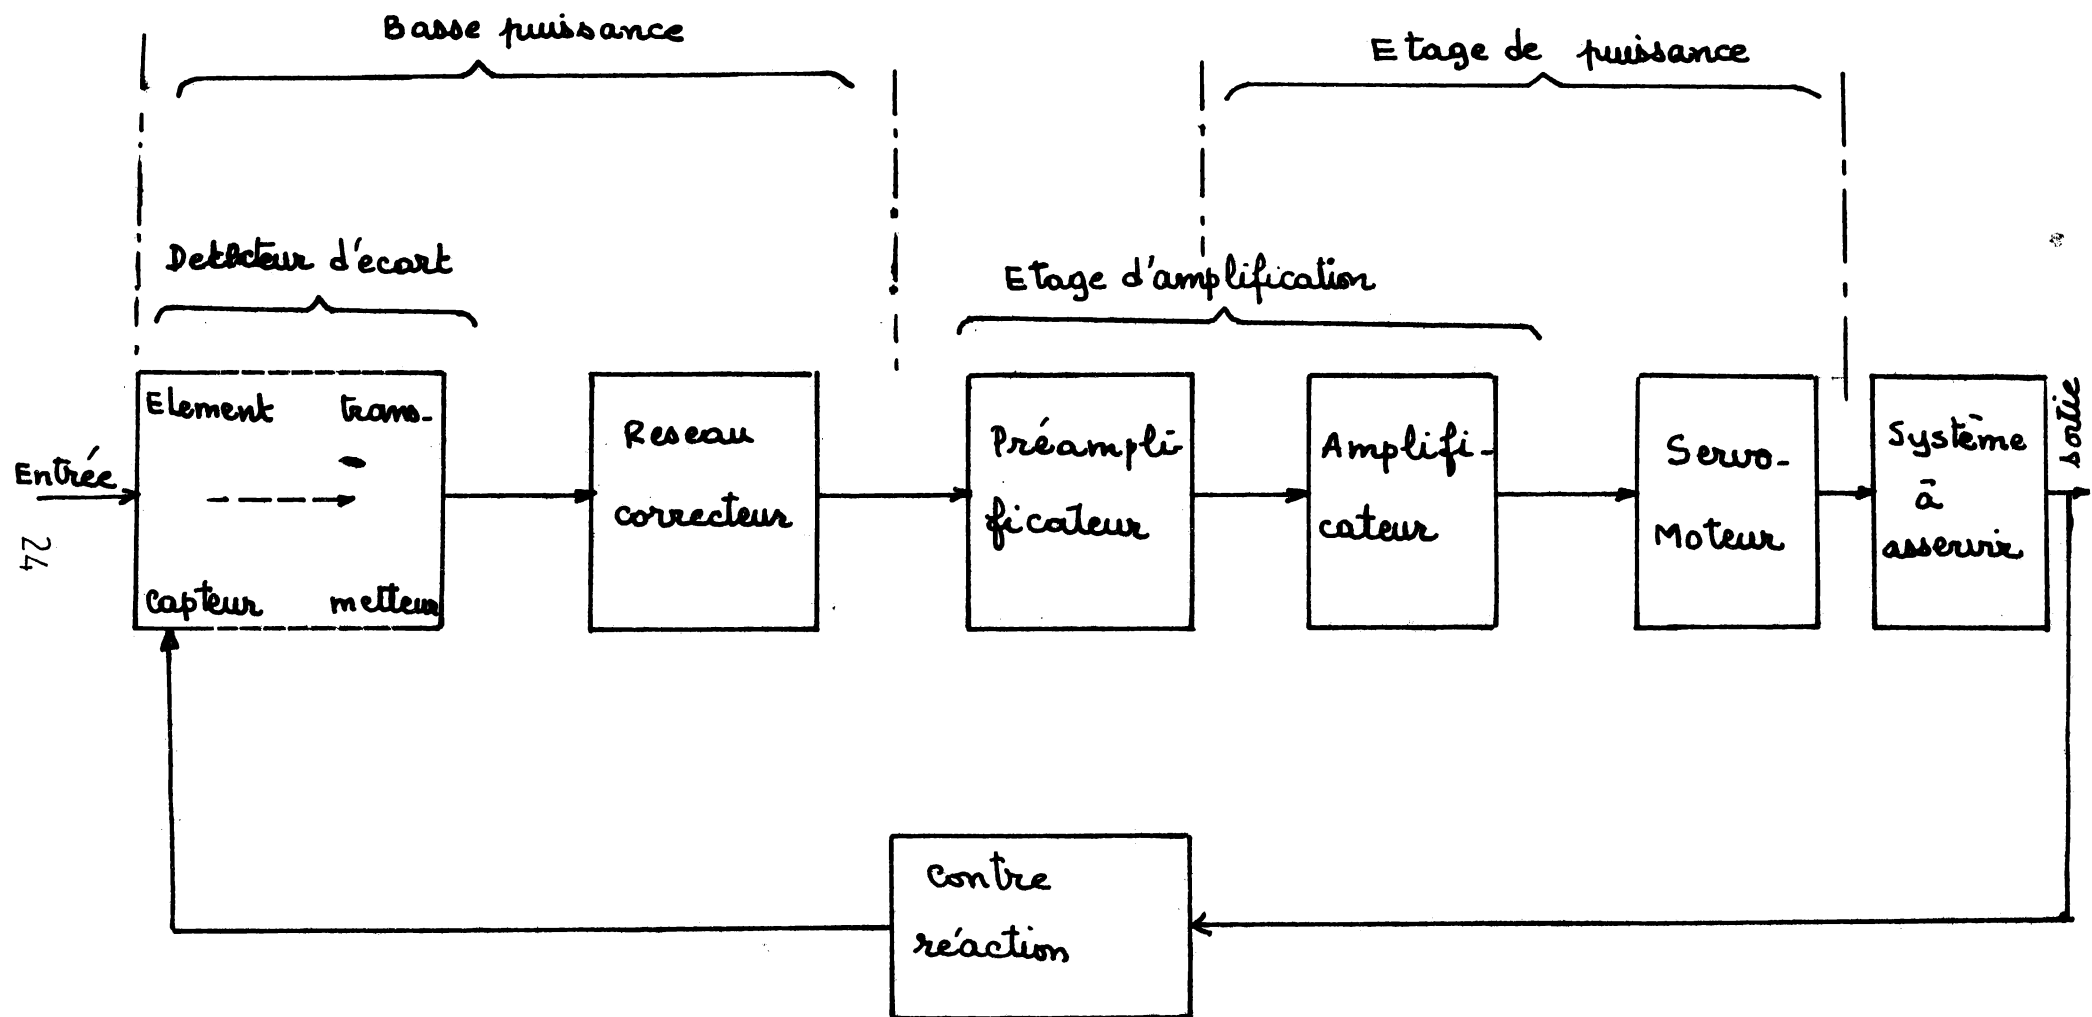 Basse puissance
Etage de puissance
Detecteur d'écart
Etage d'amplification
Entrée
Element trans-
capteur metteur
Reseau
correcteur
Préampli-
ficateur
Amplifi-
cateur
Servo-
Moteur
Système
à
asservir
sortie
contre
réaction
24